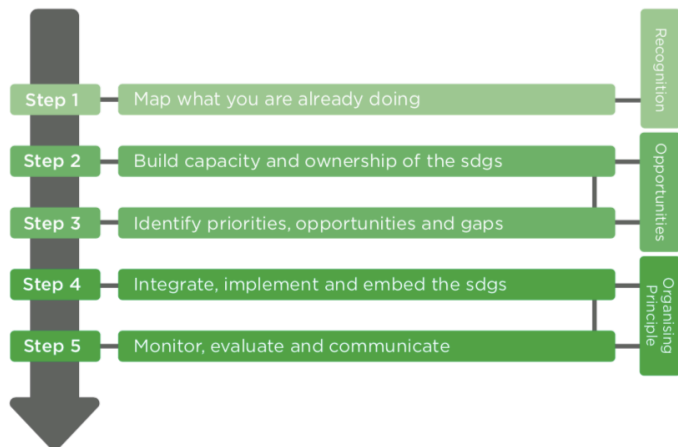 Recognition
Step 1
Map what you are already doing
Step 2
Build capacity and ownership of the sdgs
Opportunities
Step 3
Identify priorities, opportunities and gaps
Step 4
Integrate, implement and embed the sdgs
Organising
Principle
Step 5
Monitor, evaluate and communicate